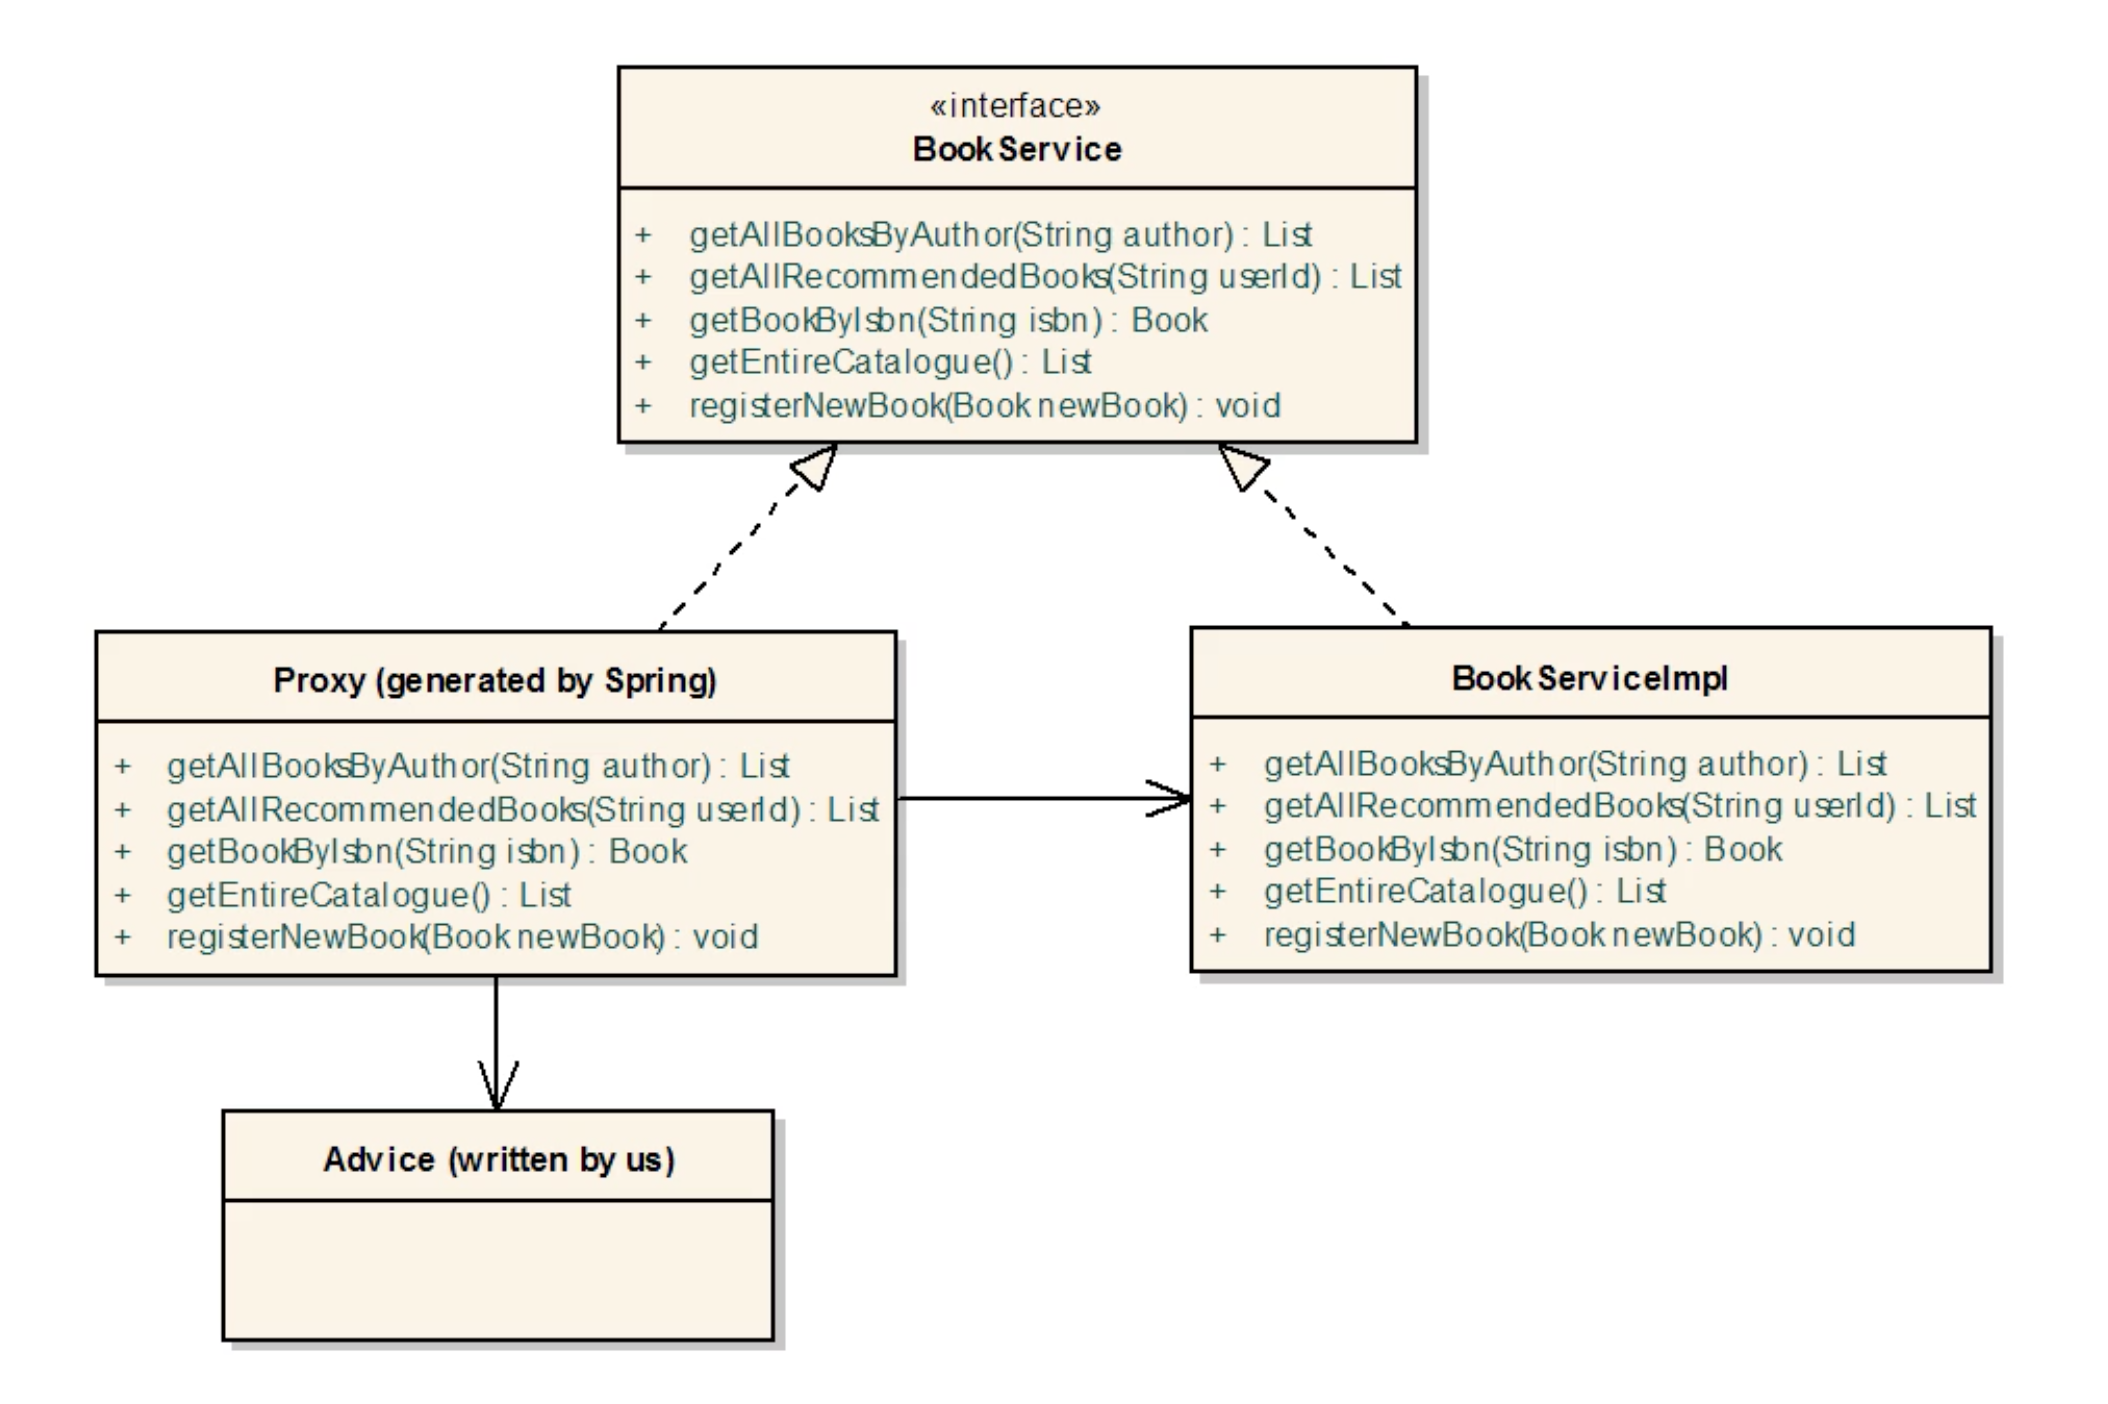 «interface»
BookService
+ getAllBooksByAuthor(String author) : List
+ getAllRecommendedBooks(String userId) : List
+ getBookByIsbn(String isbn) : Book
+ getEntireCatalogue() : List
+ registerNewBook(Book newBook) : void
Proxy (generated by Spring)
+ getAllBooksByAuthor(String author) : List
+ getAllRecommendedBooks(String userId) : List
+ getBookByIsbn(String isbn) : Book
+ getEntireCatalogue() : List
+ registerNewBook(Book newBook) : void
BookServiceImpl
+ getAllBooksByAuthor(String author) : List
+ getAllRecommendedBooks(String userId) : List
+ getBookByIsbn(String isbn) : Book
+ getEntireCatalogue() : List
+ registerNewBook(Book newBook) : void
Advice (written by us)